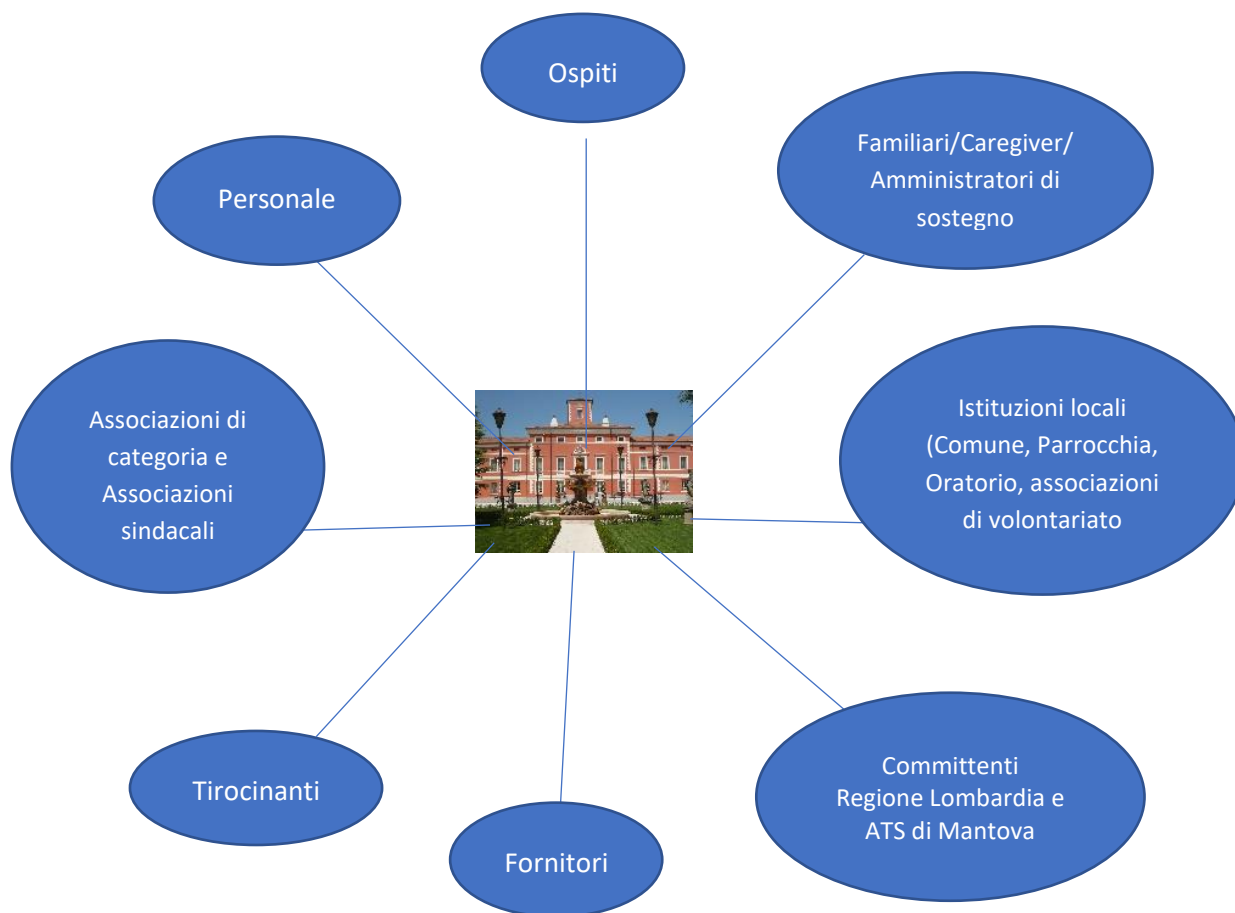 Ospiti
Familiari/Caregiver/
Amministratori di
sostegno
Personale
Associazioni di
categoria e
Associazioni
sindacali
Istituzioni locali
(Comune, Parrocchia,
Oratorio, associazioni
di volontariato
Tirocinanti
Fornitori
Committenti
Regione Lombardia e
ATS di Mantova